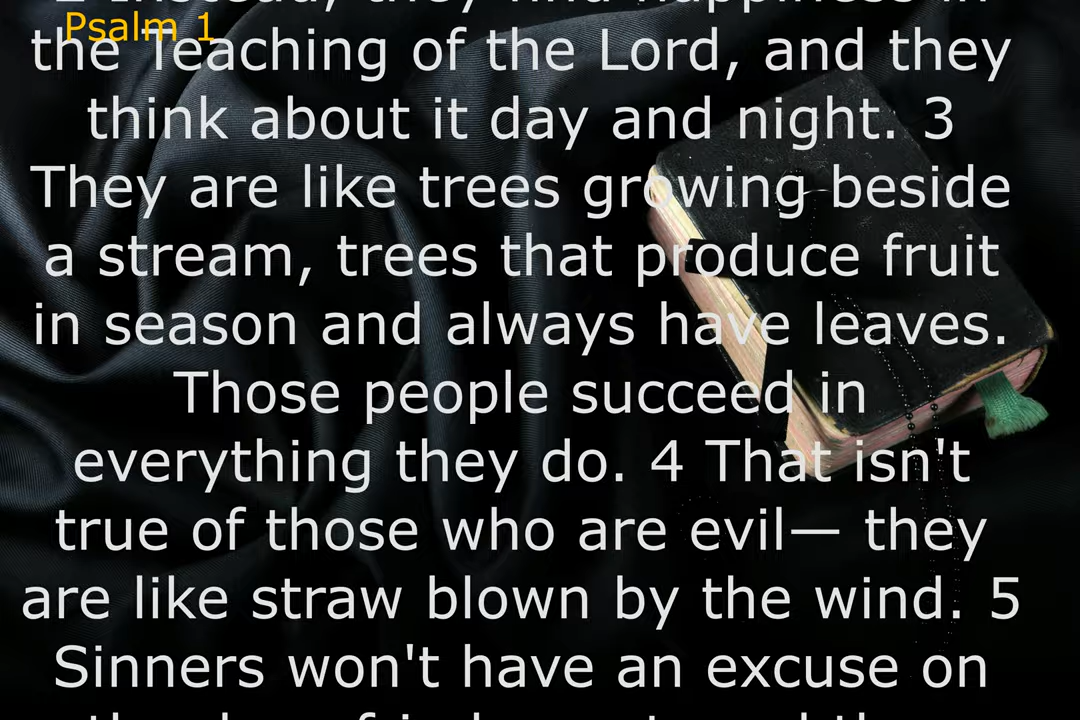 2 Instead, they find happiness in
Psalm 1
the Teaching of the Lord, and they
think about it day and night. 3
They are like trees growing beside
a stream, trees that produce fruit
in season and always have leaves.
Those people succeed in
everything they do. 4 That isn't
true of those who are evil— they
are like straw blown by the wind. 5
Sinners won't have an excuse on